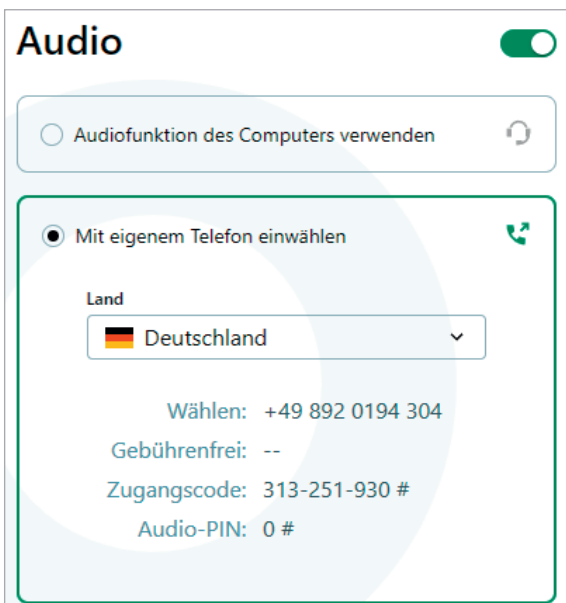 Audio
Audiofunktion des Computers verwenden
Mit eigenem Telefon einwählen
Land
Deutschland
Wählen: +49 892 0194 304
Gebührenfrei: --
Zugangscode: 313-251-930 #
Audio-PIN: 0 #